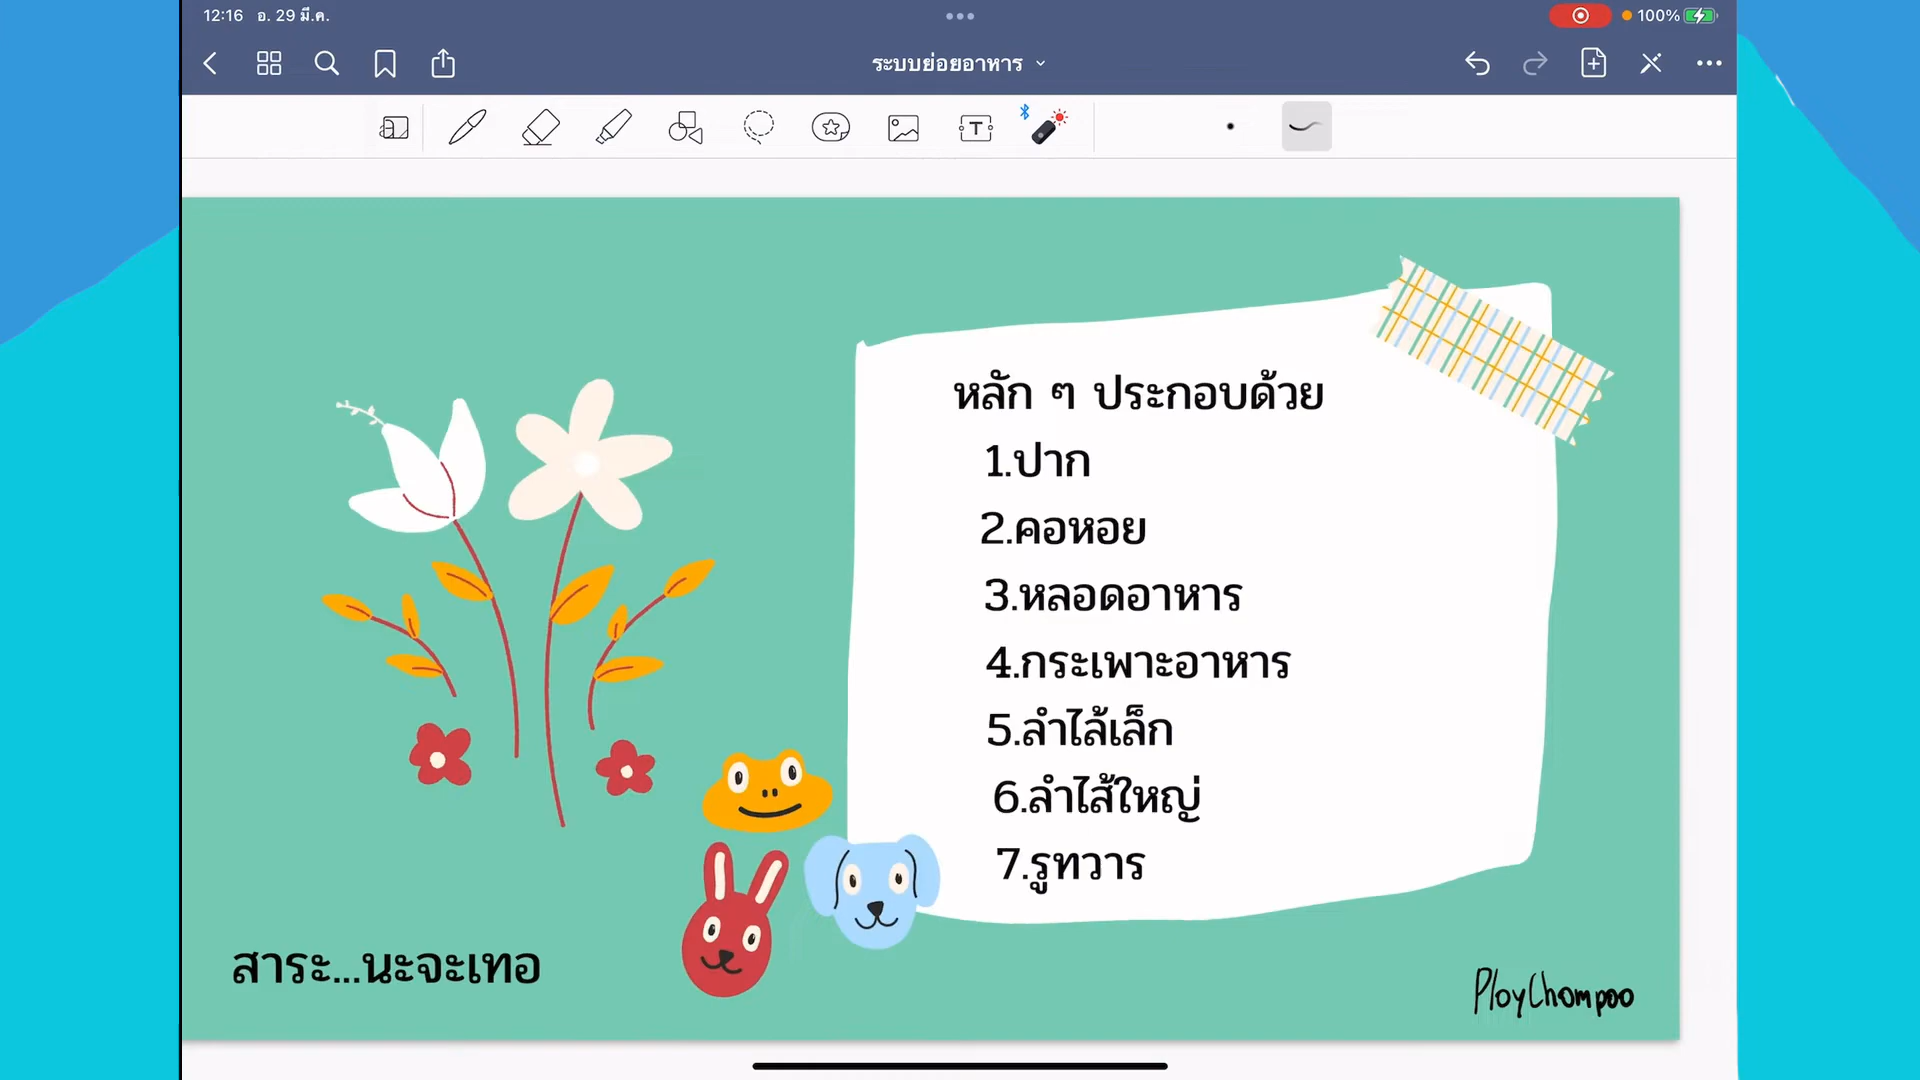 12:16 อ. 29 มี.ค.
100%
ระบบย่อยอาหาร
T
หลัก ๆ ประกอบด้วย
1.ปาก
2.คอหอย
3.หลอดอาหาร
4.กระเพาะอาหาร
5.ลำไล้เล็ก
6.ลำไส้ใหญ่
7.รูทวาร
สาระ...นะจะเทอ
PloyChompoo